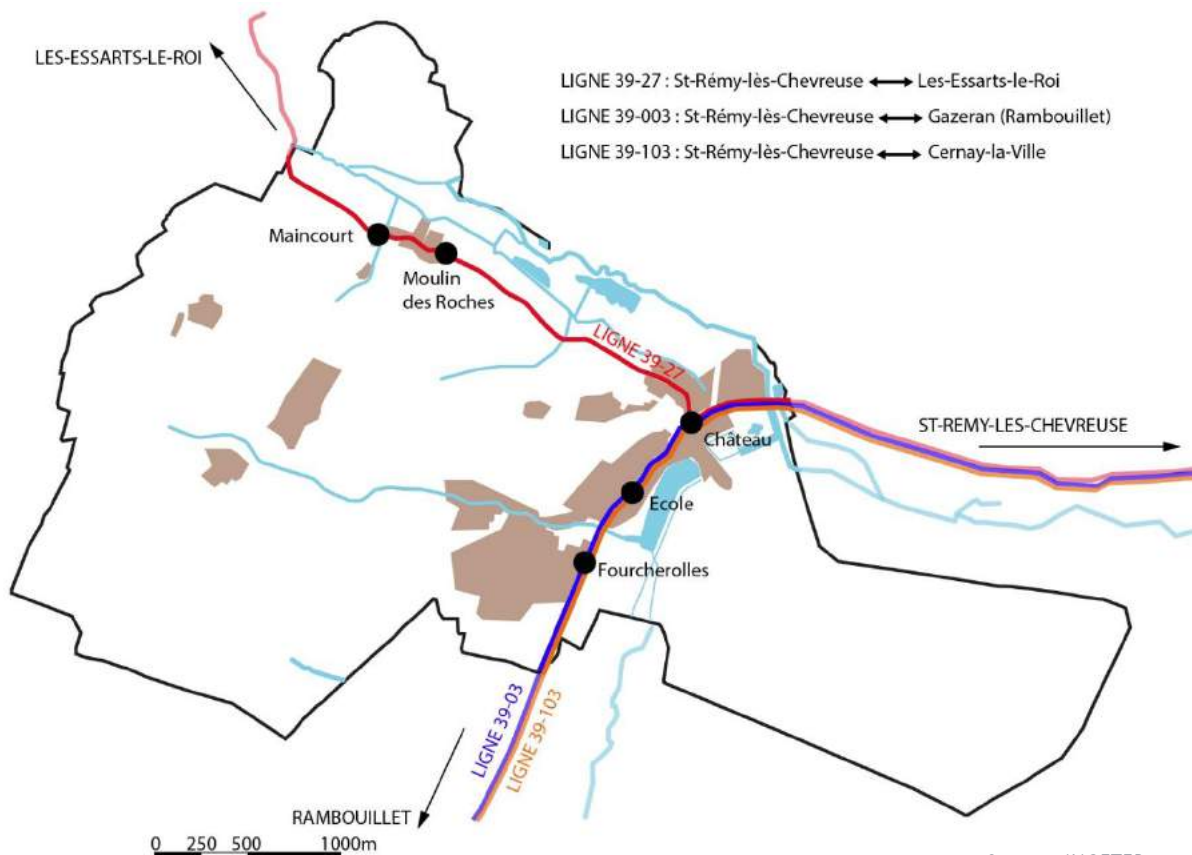 LES-ESSARTS-LE-ROI
LIGNE 39-27 : St-Rémy-lès-Chevreuse ⟷ Les-Essarts-le-Roi
LIGNE 39-003 : St-Rémy-lès-Chevreuse ⟷ Gazeran (Rambouillet)
LIGNE 39-103 : St-Rémy-lès-Chevreuse ⟷ Cernay-la-Ville
Maincourt
Moulin
des Roches
LIGNE 39-27
Château
ST-REMY-LES-CHEVREUSE
Ecole
Fourcherolles
LIGNE 39-03
LIGNE 39-103
RAMBOUILLET
0 250 500 1000m